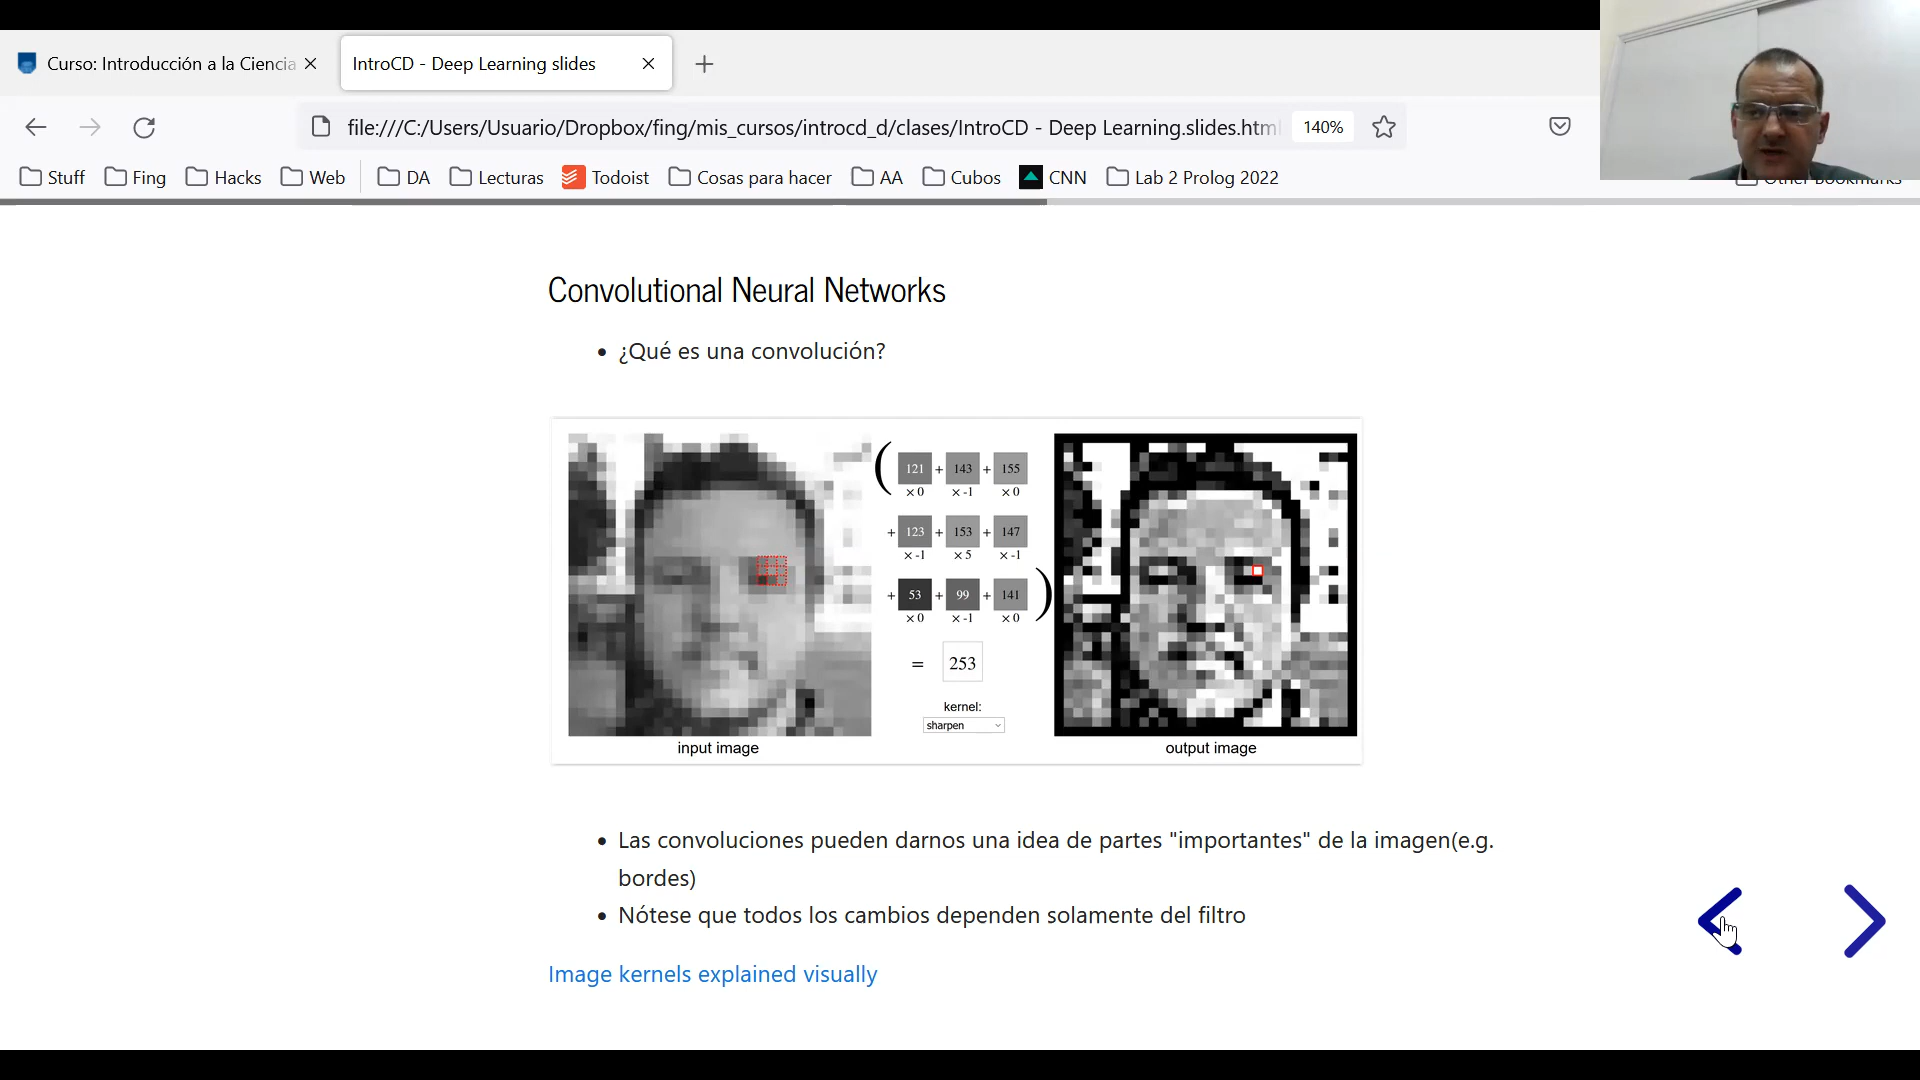 Curso: Introducción a la Ciencia
IntroCD - Deep Learning slides
file:///C:/Users/Usuario/Dropbox/fing/mis_cursos/introcd_d/clases/IntroCD - Deep Learning.slides.html
140%
Stuff Fing Hacks Web DA Lecturas Todoist Cosas para hacer AA Cubos CNN Lab 2 Prolog 2022 Other Bookmarks
Convolutional Neural Networks
• ¿Qué es una convolución?
( 121 + 143 + 155
×0 ×-1 ×0
+ 123 + 153 + 147
×-1 ×5 ×-1
+ 53 + 99 + 141 )
×0 ×-1 ×0
= 253
kernel:
sharpen
input image
output image
• Las convoluciones pueden darnos una idea de partes "importantes" de la imagen(e.g.
bordes)
• Nótese que todos los cambios dependen solamente del filtro
Image kernels explained visually